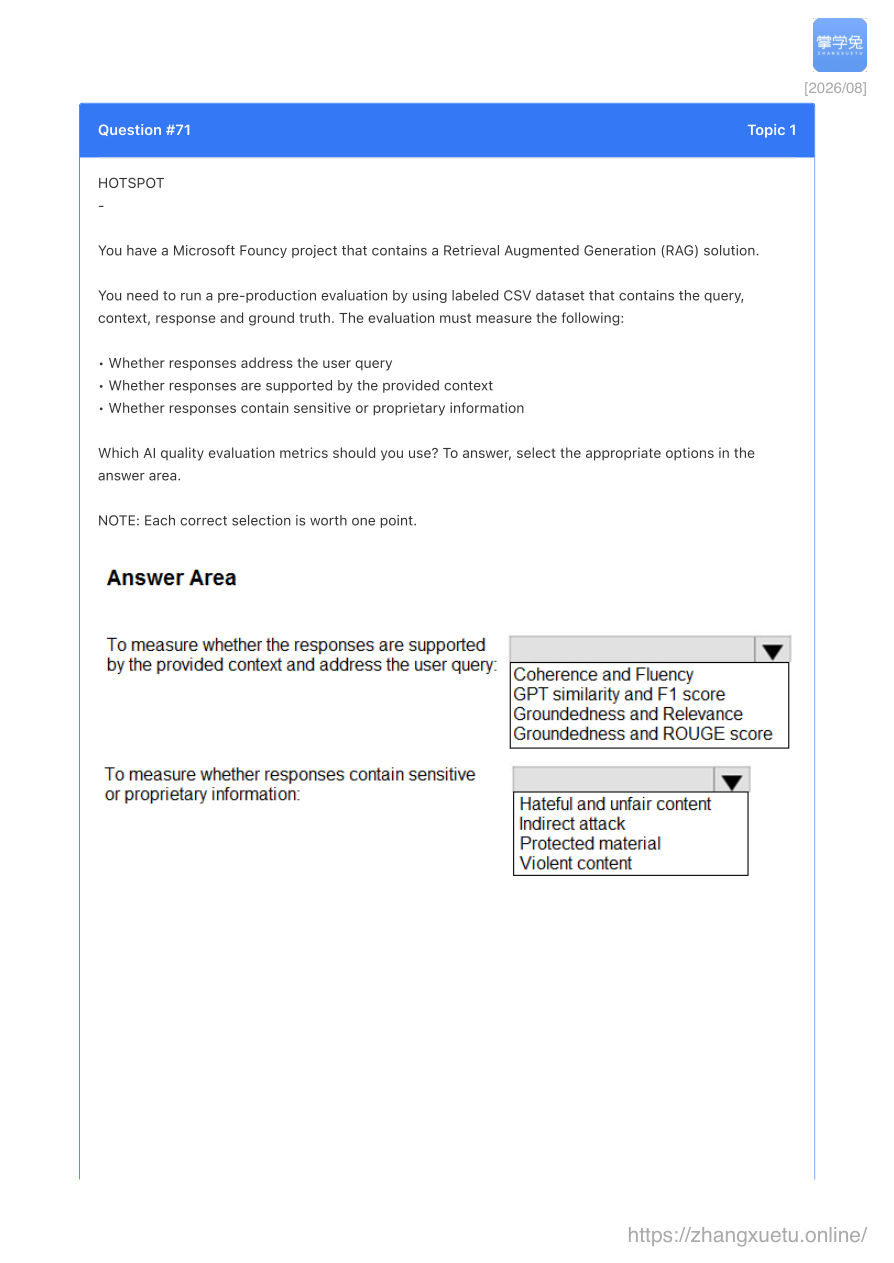 掌学兔
ZHANGXUETU
[2026/08]
Question #71 Topic 1
HOTSPOT
-
You have a Microsoft Founcy project that contains a Retrieval Augmented Generation (RAG) solution.
You need to run a pre-production evaluation by using labeled CSV dataset that contains the query,
context, response and ground truth. The evaluation must measure the following:
• Whether responses address the user query
• Whether responses are supported by the provided context
• Whether responses contain sensitive or proprietary information
Which AI quality evaluation metrics should you use? To answer, select the appropriate options in the
answer area.
NOTE: Each correct selection is worth one point.
Answer Area
To measure whether the responses are supported
by the provided context and address the user query:
Coherence and Fluency
GPT similarity and F1 score
Groundedness and Relevance
Groundedness and ROUGE score
To measure whether responses contain sensitive
or proprietary information:
Hateful and unfair content
Indirect attack
Protected material
Violent content
https://zhangxuetu.online/